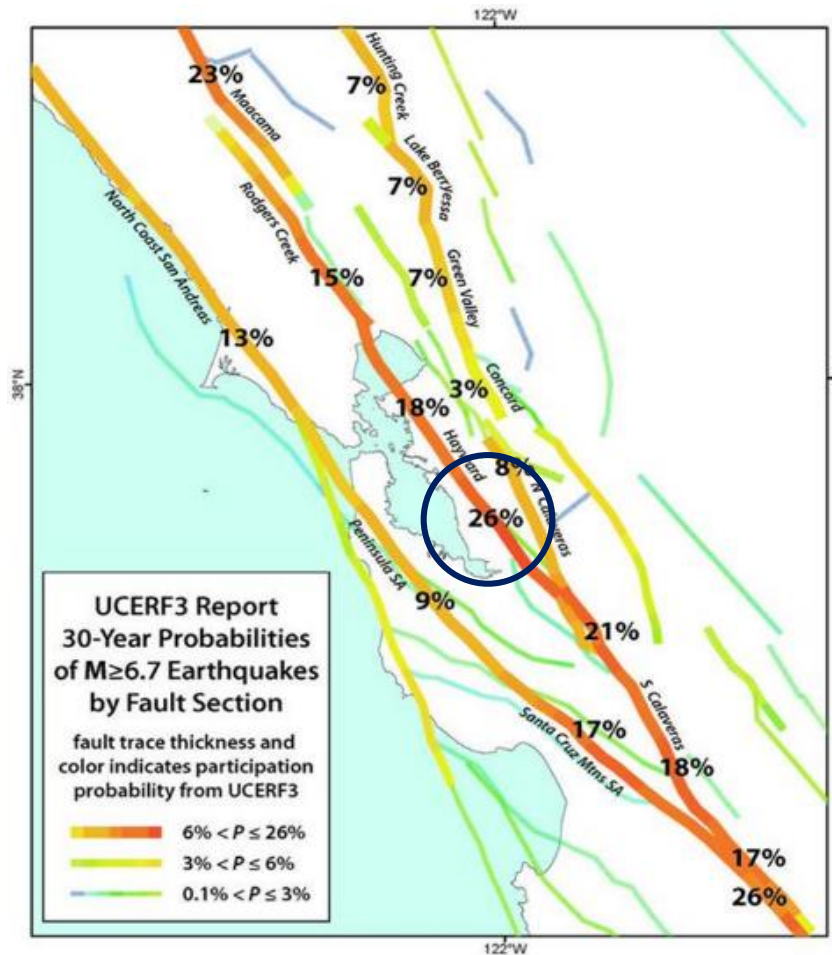 122°W
23%
Maacama
Hunting Creek
7%
Lake Berryessa
7%
North Coast San Andreas
Rodgers Creek
15%
7%
Green Valley
13%
38°N
3%
Concord
18%
Hayward
8%
N Calaveras
26%
Peninsula SA
9%
21%
S Calaveras
17%
Santa Cruz Mtns SA
18%
17%
26%
UCERF3 Report
30-Year Probabilities
of M≥6.7 Earthquakes
by Fault Section
fault trace thickness and
color indicates participation
probability from UCERF3
6% < P ≤ 26%
3% < P ≤ 6%
0.1% < P ≤ 3%
122°W